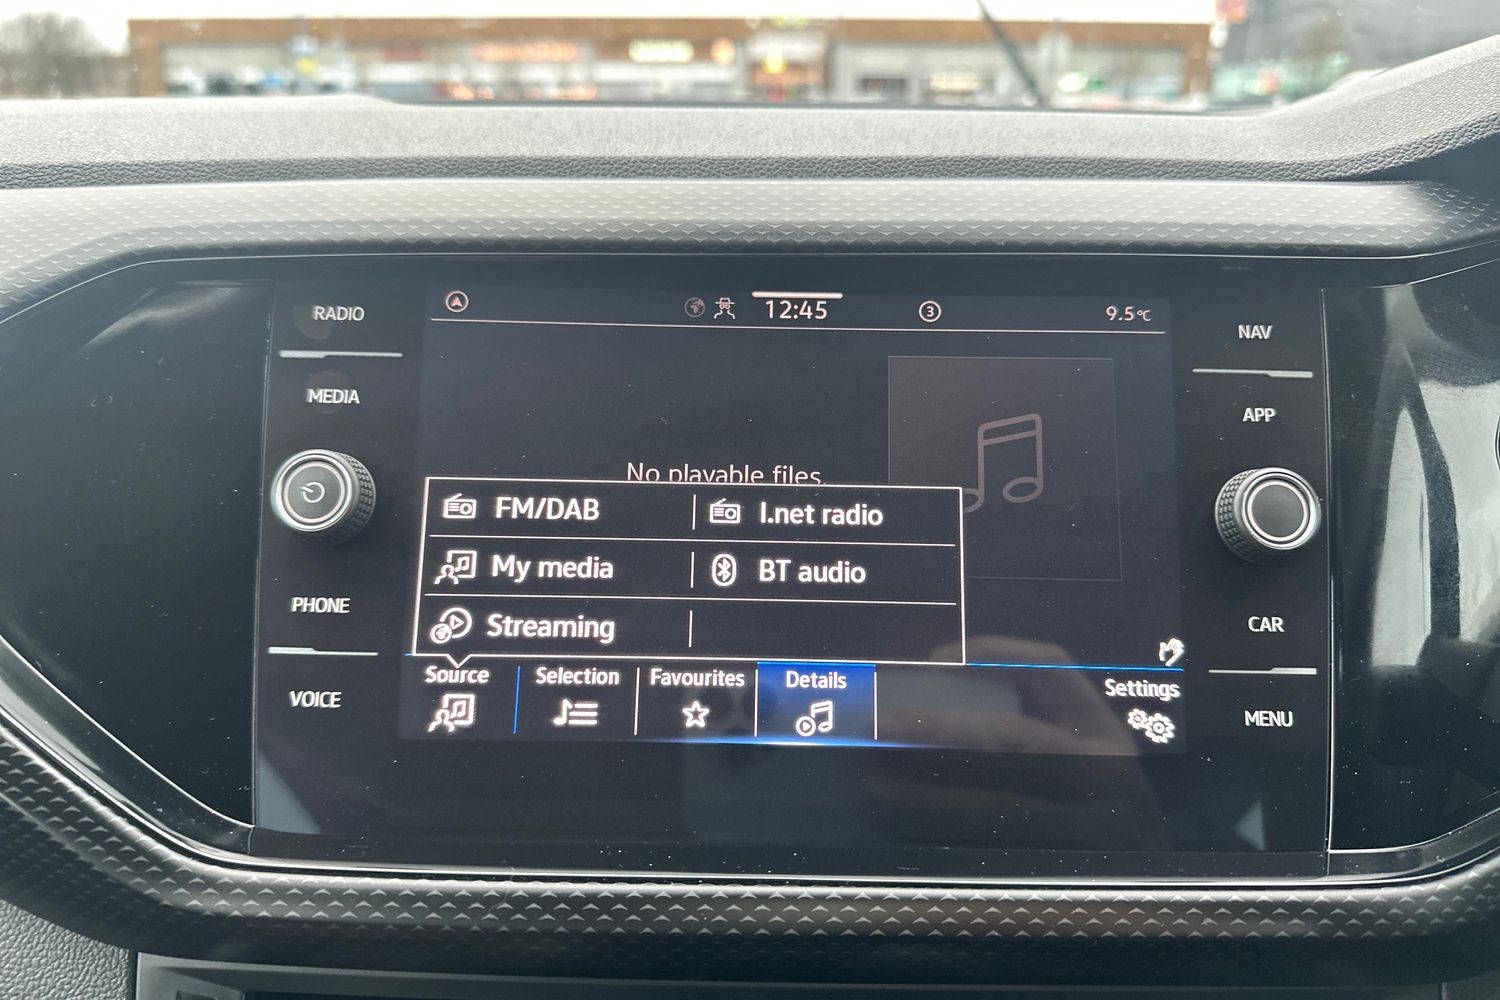 RADIO
MEDIA
PHONE
VOICE
12:45
3
9.5°C
No playable files.
FM/DAB
I.net radio
My media
BT audio
Streaming
Source
Selection
Favourites
Details
Settings
NAV
APP
CAR
MENU